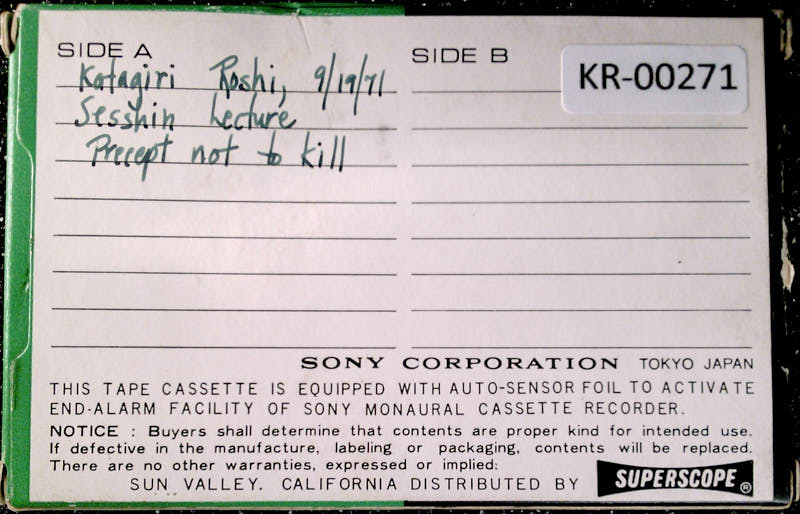 SIDE A
Katagiri Roshi, 9/19/71
Sesshin Lecture
Precept not to kill
SIDE B
KR-00271
SONY CORPORATION TOKYO JAPAN
THIS TAPE CASSETTE IS EQUIPPED WITH AUTO-SENSOR FOIL TO ACTIVATE
END-ALARM FACILITY OF SONY MONAURAL CASSETTE RECORDER.
NOTICE : Buyers shall determine that contents are proper kind for intended use.
If defective in the manufacture, labeling or packaging, contents will be replaced.
There are no other warranties, expressed or implied:
SUN VALLEY. CALIFORNIA DISTRIBUTED BY SUPERSCOPE®